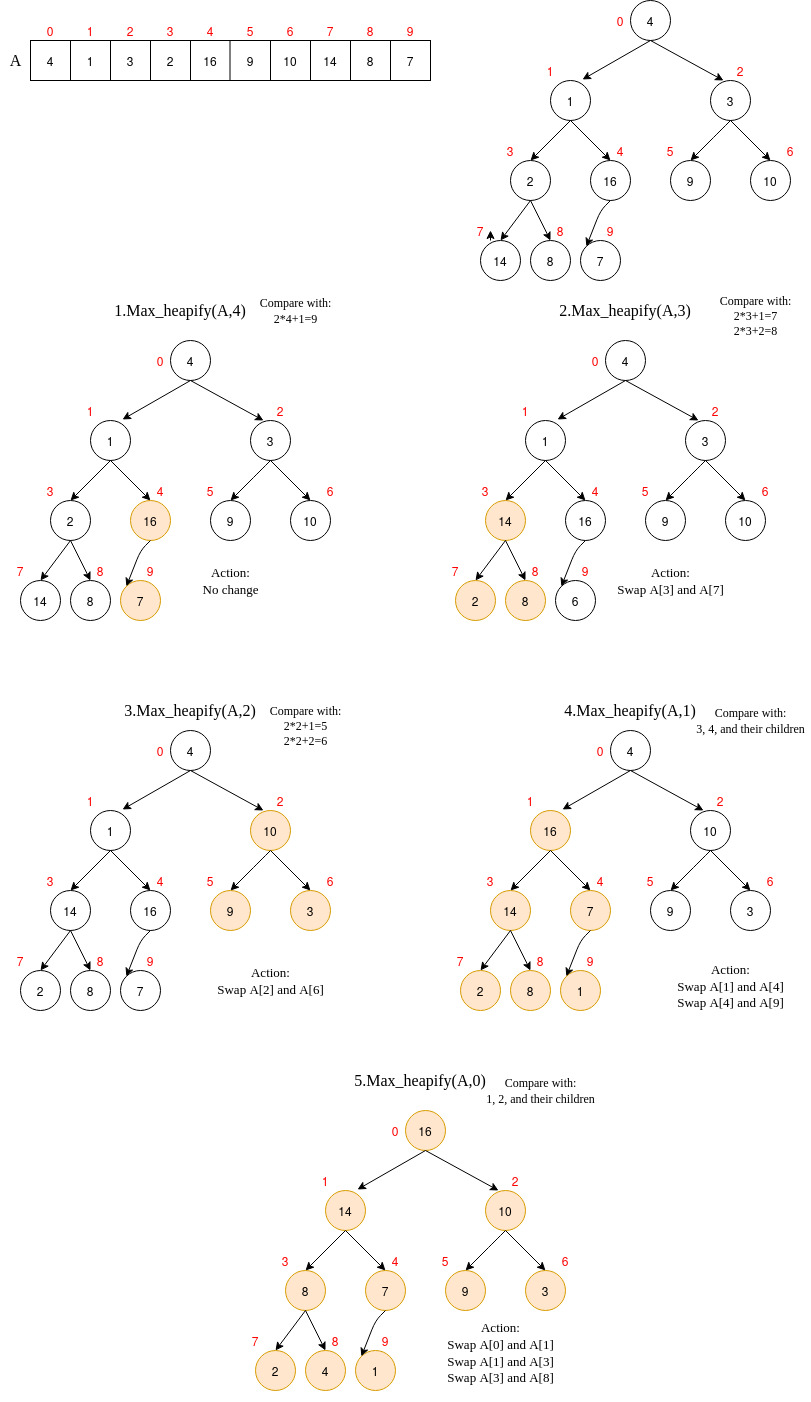 0 1 2 3 4 5 6 7 8 9
A 4 1 3 2 16 9 10 14 8 7
0 4
1 2
1 3
3 4 5 6
2 16 9 10
7 8 9
14 8 7
1.Max_heapify(A,4)
Compare with:
2*4+1=9
0 4
1 2
1 3
3 4 5 6
2 16 9 10
7 8 9
14 8 7
Action:
No change
2.Max_heapify(A,3)
Compare with:
2*3+1=7
2*3+2=8
0 4
1 2
1 3
3 4 5 6
14 16 9 10
7 8 9
2 8 6
Action:
Swap A[3] and A[7]
3.Max_heapify(A,2)
Compare with:
2*2+1=5
2*2+2=6
0 4
1 2
1 10
3 4 5 6
14 16 9 3
7 8 9
2 8 7
Action:
Swap A[2] and A[6]
4.Max_heapify(A,1)
Compare with:
3, 4, and their children
0 4
1 2
16 10
3 4 5 6
14 7 9 3
7 8 9
2 8 1
Action:
Swap A[1] and A[4]
Swap A[4] and A[9]
5.Max_heapify(A,0)
Compare with:
1, 2, and their children
0 16
1 2
14 10
3 4 5 6
8 7 9 3
7 8 9
2 4 1
Action:
Swap A[0] and A[1]
Swap A[1] and A[3]
Swap A[3] and A[8]